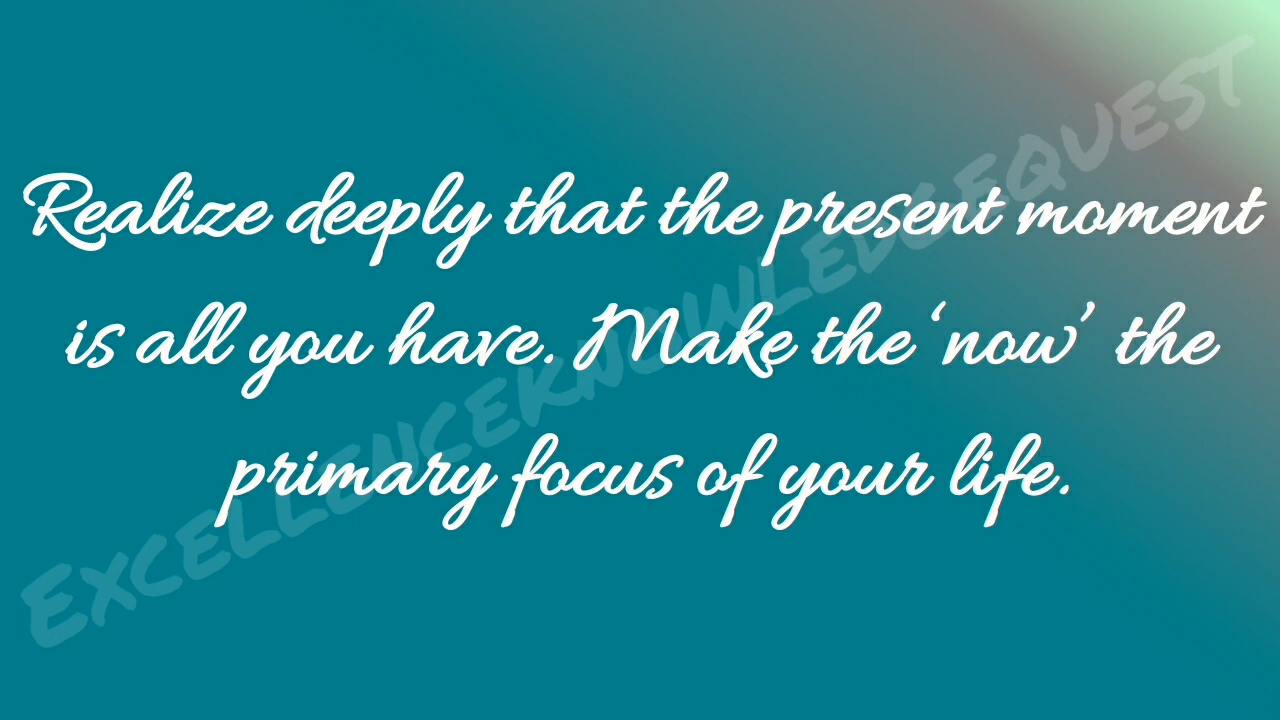 Realize deeply that the present moment
is all you have. Make the ‘now’ the
primary focus of your life.
EXCELLENCEKNOWLEDGEQUEST